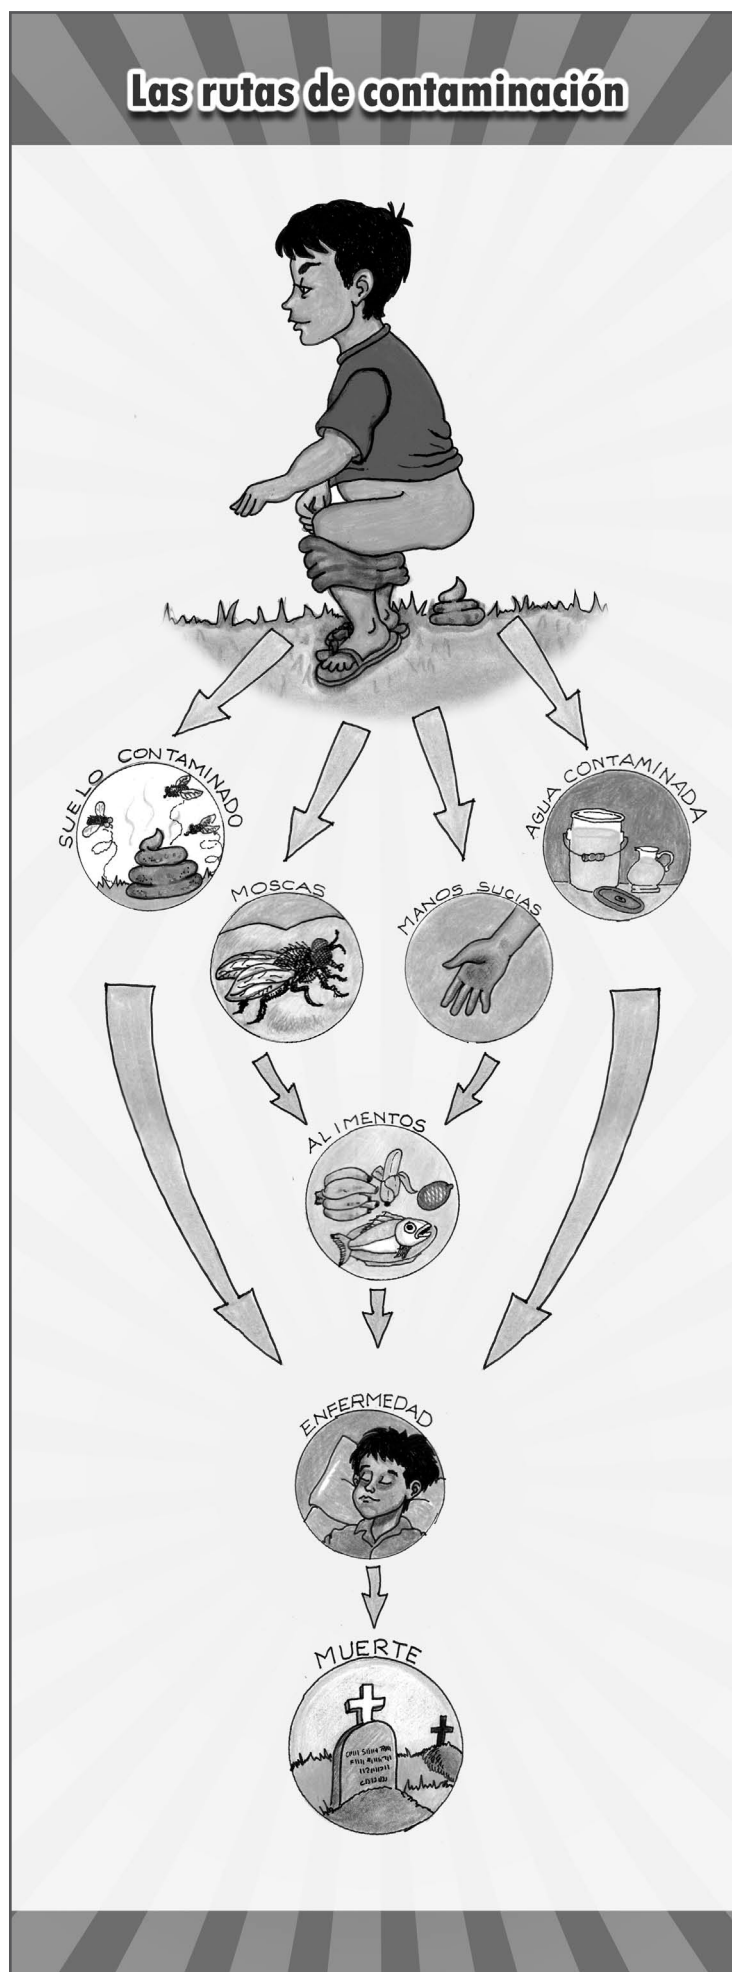 Las rutas de contaminación
SUELO CONTAMINADO
AGUA CONTAMINADA
MOSCAS
MANOS SUCIAS
ALIMENTOS
ENFERMEDAD
MUERTE